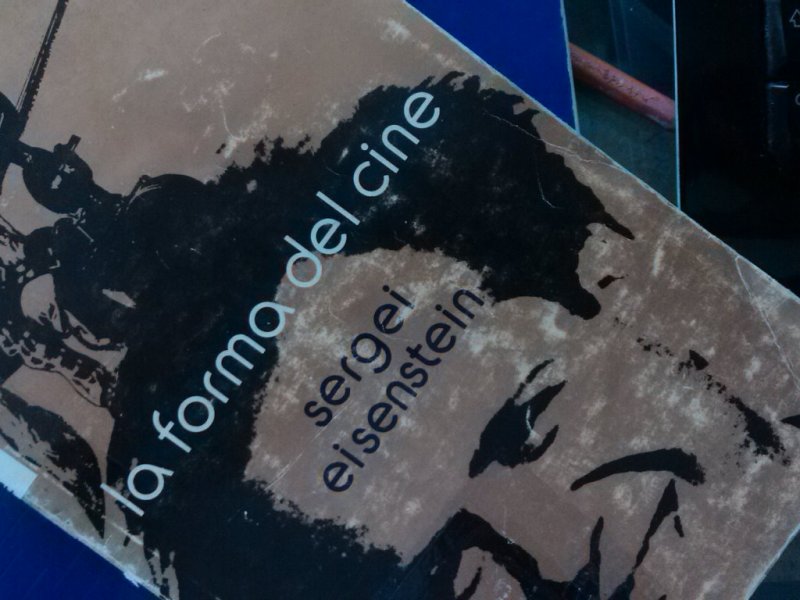 la forma del cine
sergei
eisenstein